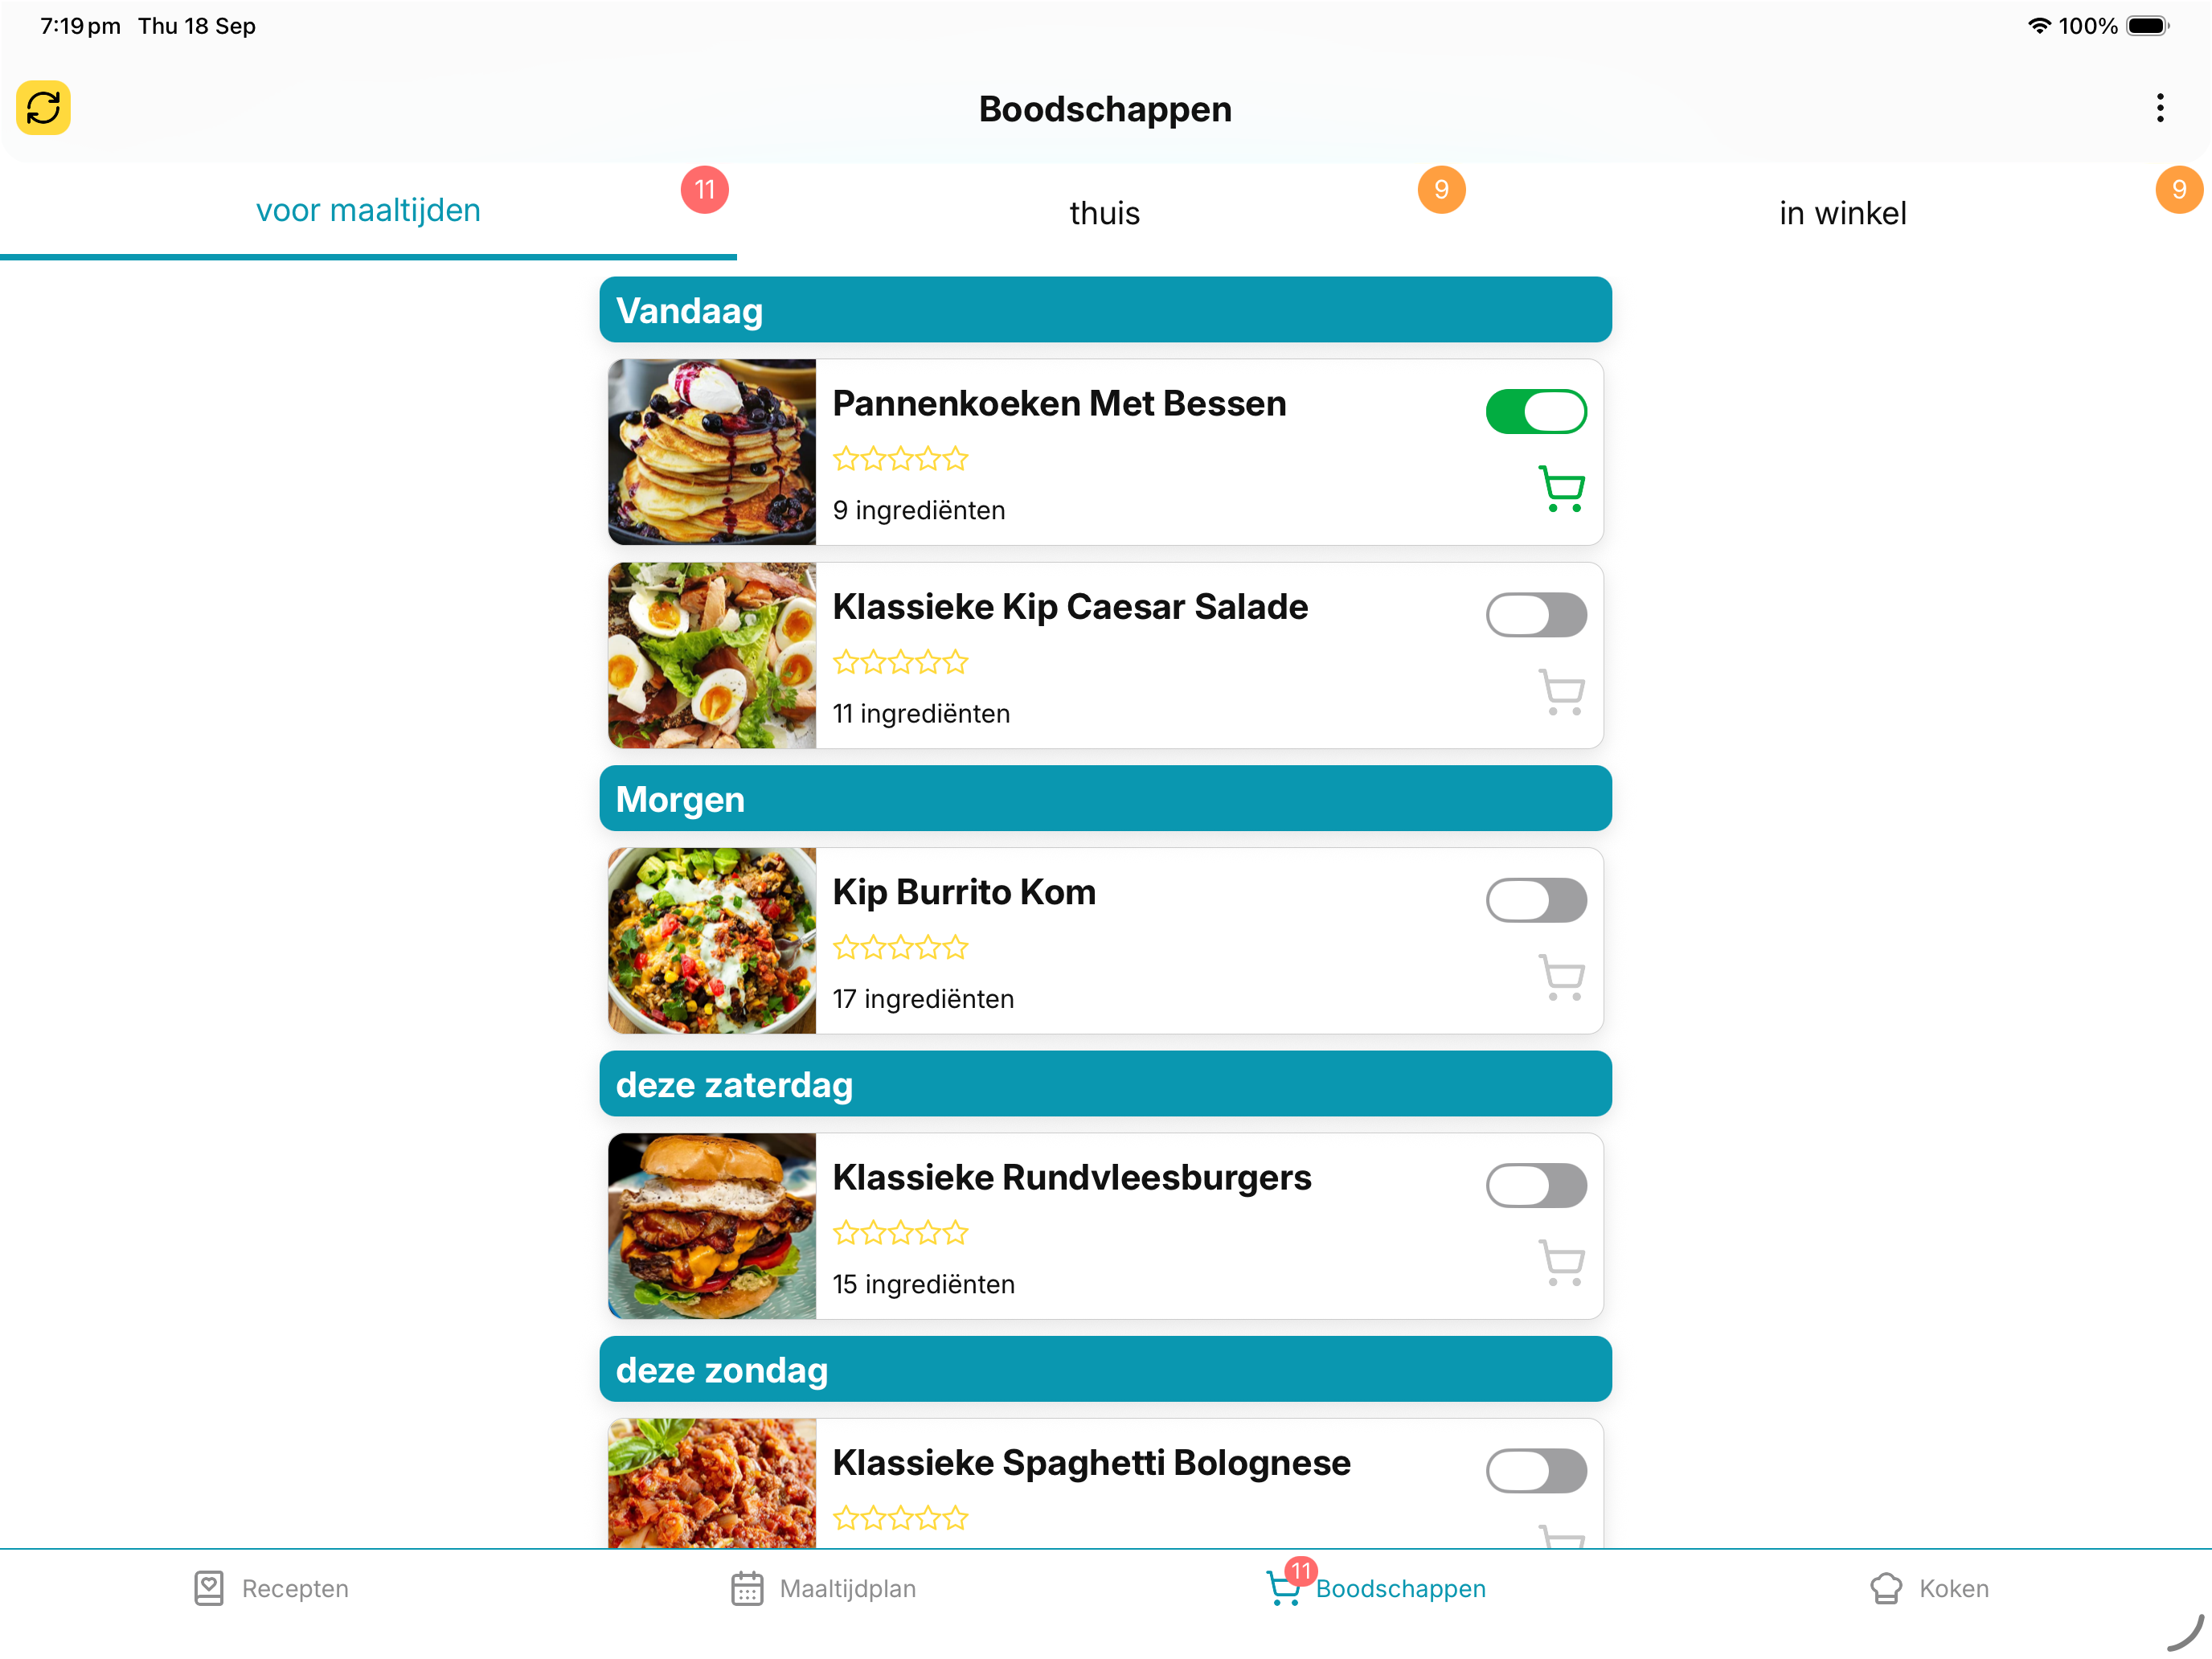 7:19 pm Thu 18 Sep 100%
Boodschappen
voor maaltijden 11 thuis 9 in winkel 9
Vandaag
Pannenkoeken Met Bessen
9 ingrediënten
Klassieke Kip Caesar Salade
11 ingrediënten
Morgen
Kip Burrito Kom
17 ingrediënten
deze zaterdag
Klassieke Rundvleesburgers
15 ingrediënten
deze zondag
Klassieke Spaghetti Bolognese
Recepten Maaltijdplan 11 Boodschappen Koken